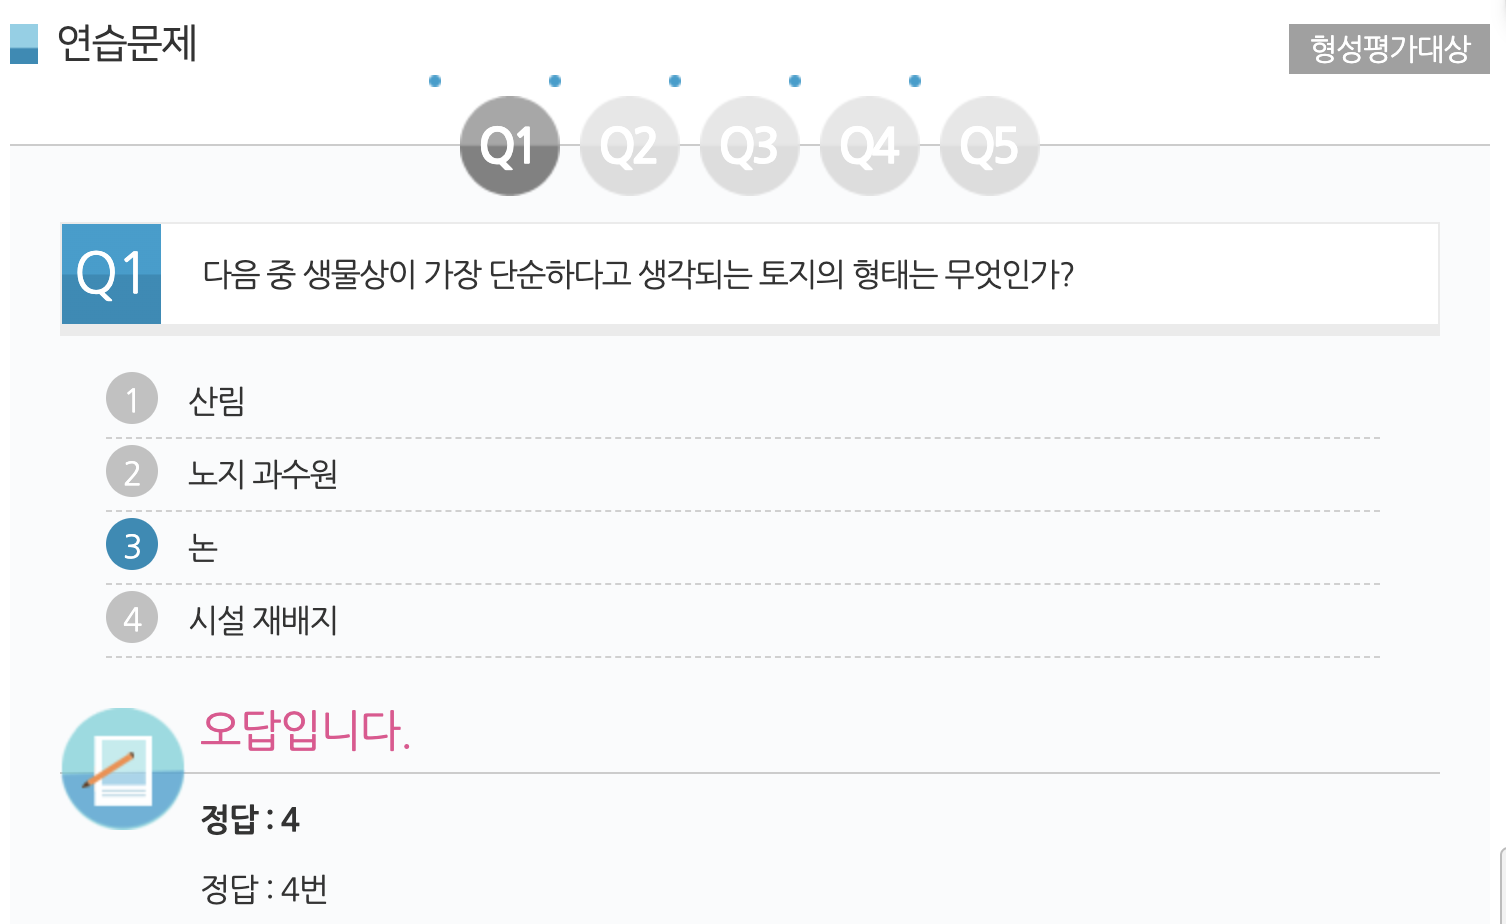 연습문제
형성평가대상
Q1 Q2 Q3 Q4 Q5
Q1 다음 중 생물상이 가장 단순하다고 생각되는 토지의 형태는 무엇인가?
1 산림
2 노지 과수원
3 논
4 시설 재배지
오답입니다.
정답 : 4
정답 : 4번